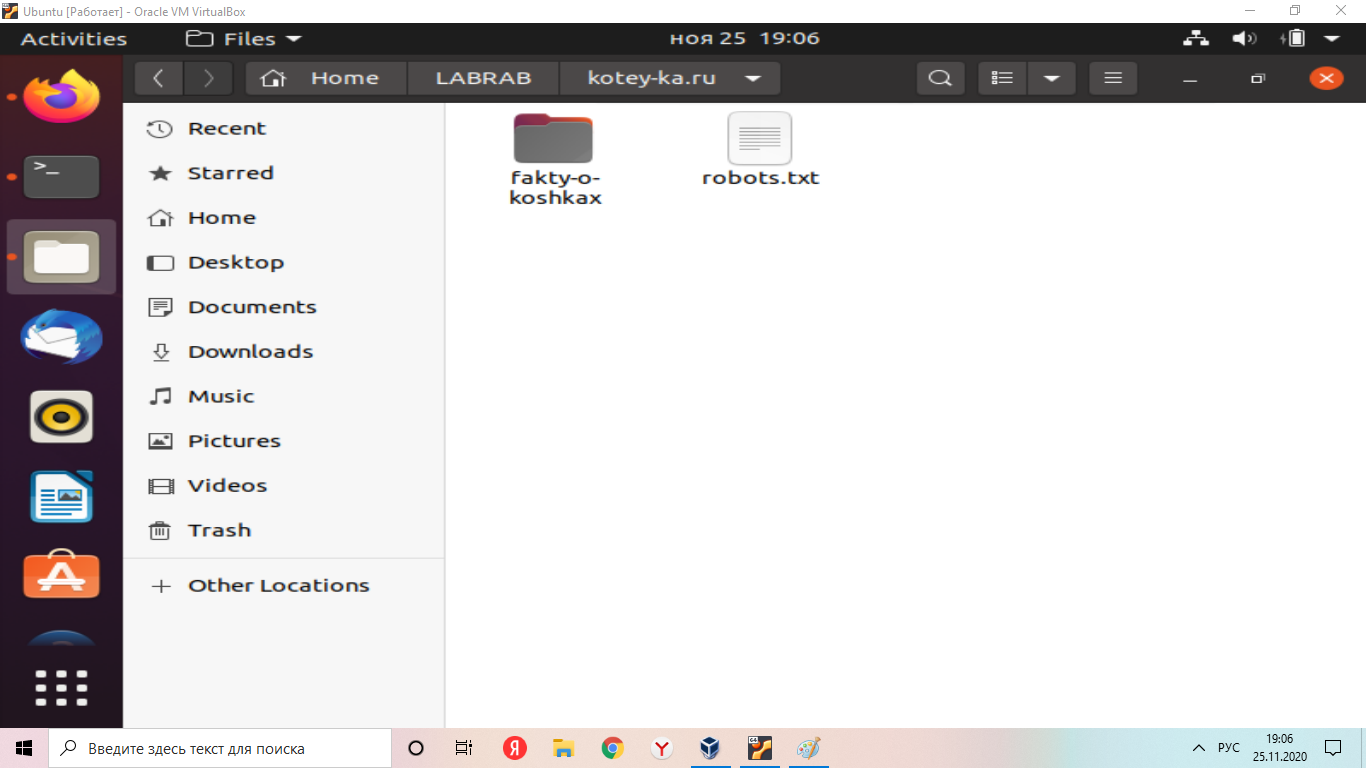 Ubuntu [Работает] - Oracle VM VirtualBox
Activities
Files
ноя 25 19:06
Home
LABRAB
kotey-ka.ru
Recent
Starred
Home
Desktop
Documents
Downloads
Music
Pictures
Videos
Trash
Other Locations
fakty-o-
koshkax
robots.txt
Введите здесь текст для поиска
РУС
19:06
25.11.2020